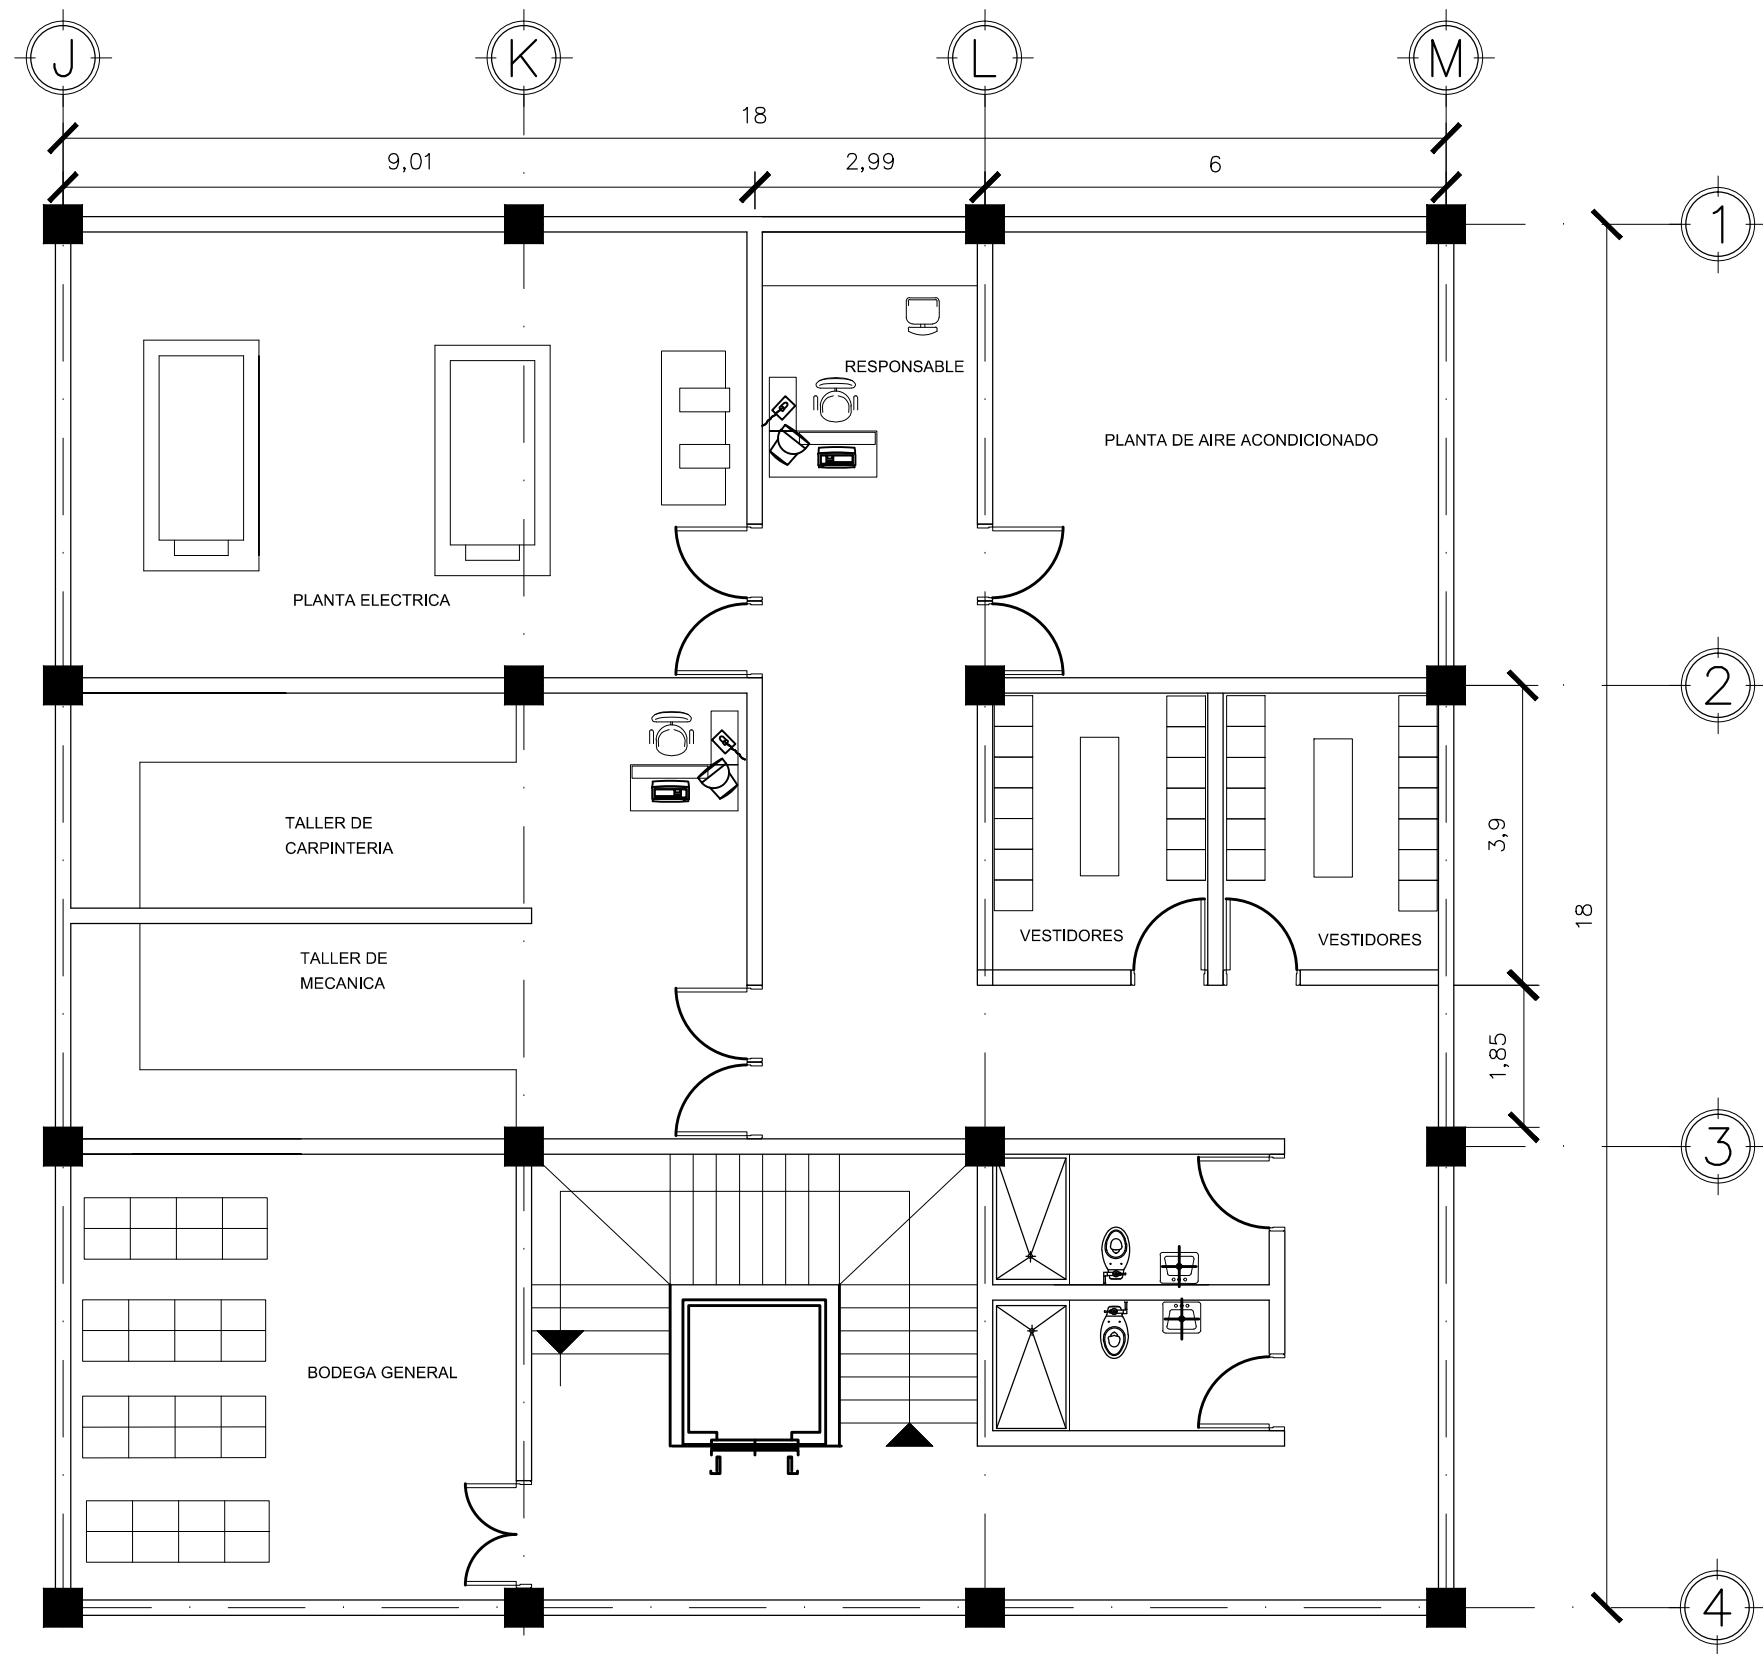 J K L M
18
9,01 2,99 6
1
RESPONSABLE
PLANTA DE AIRE ACONDICIONADO
PLANTA ELECTRICA
2
TALLER DE
CARPINTERIA
3,9
18
VESTIDORES
VESTIDORES
TALLER DE
MECANICA
1,85
3
BODEGA GENERAL
4